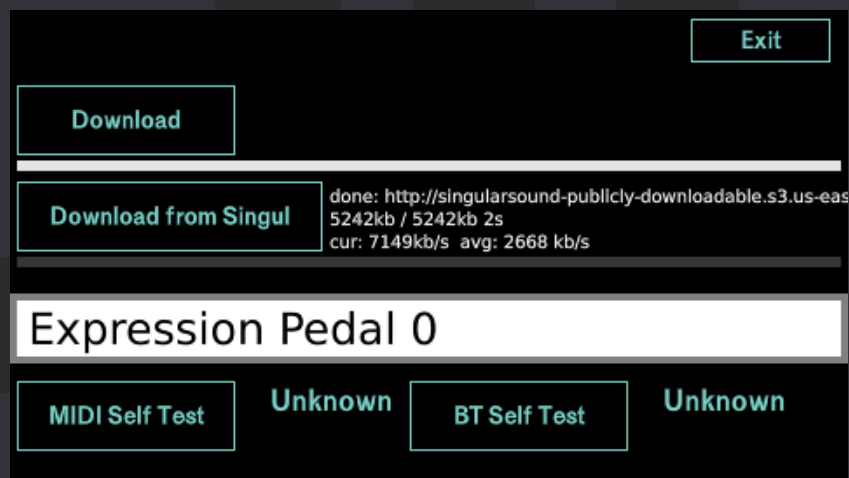 Exit
Download
Download from Singul
done: http://singularsound-publicly-downloadable.s3.us-eas
5242kb / 5242kb 2s
cur: 7149kb/s avg: 2668 kb/s
Expression Pedal 0
MIDI Self Test
Unknown
BT Self Test
Unknown